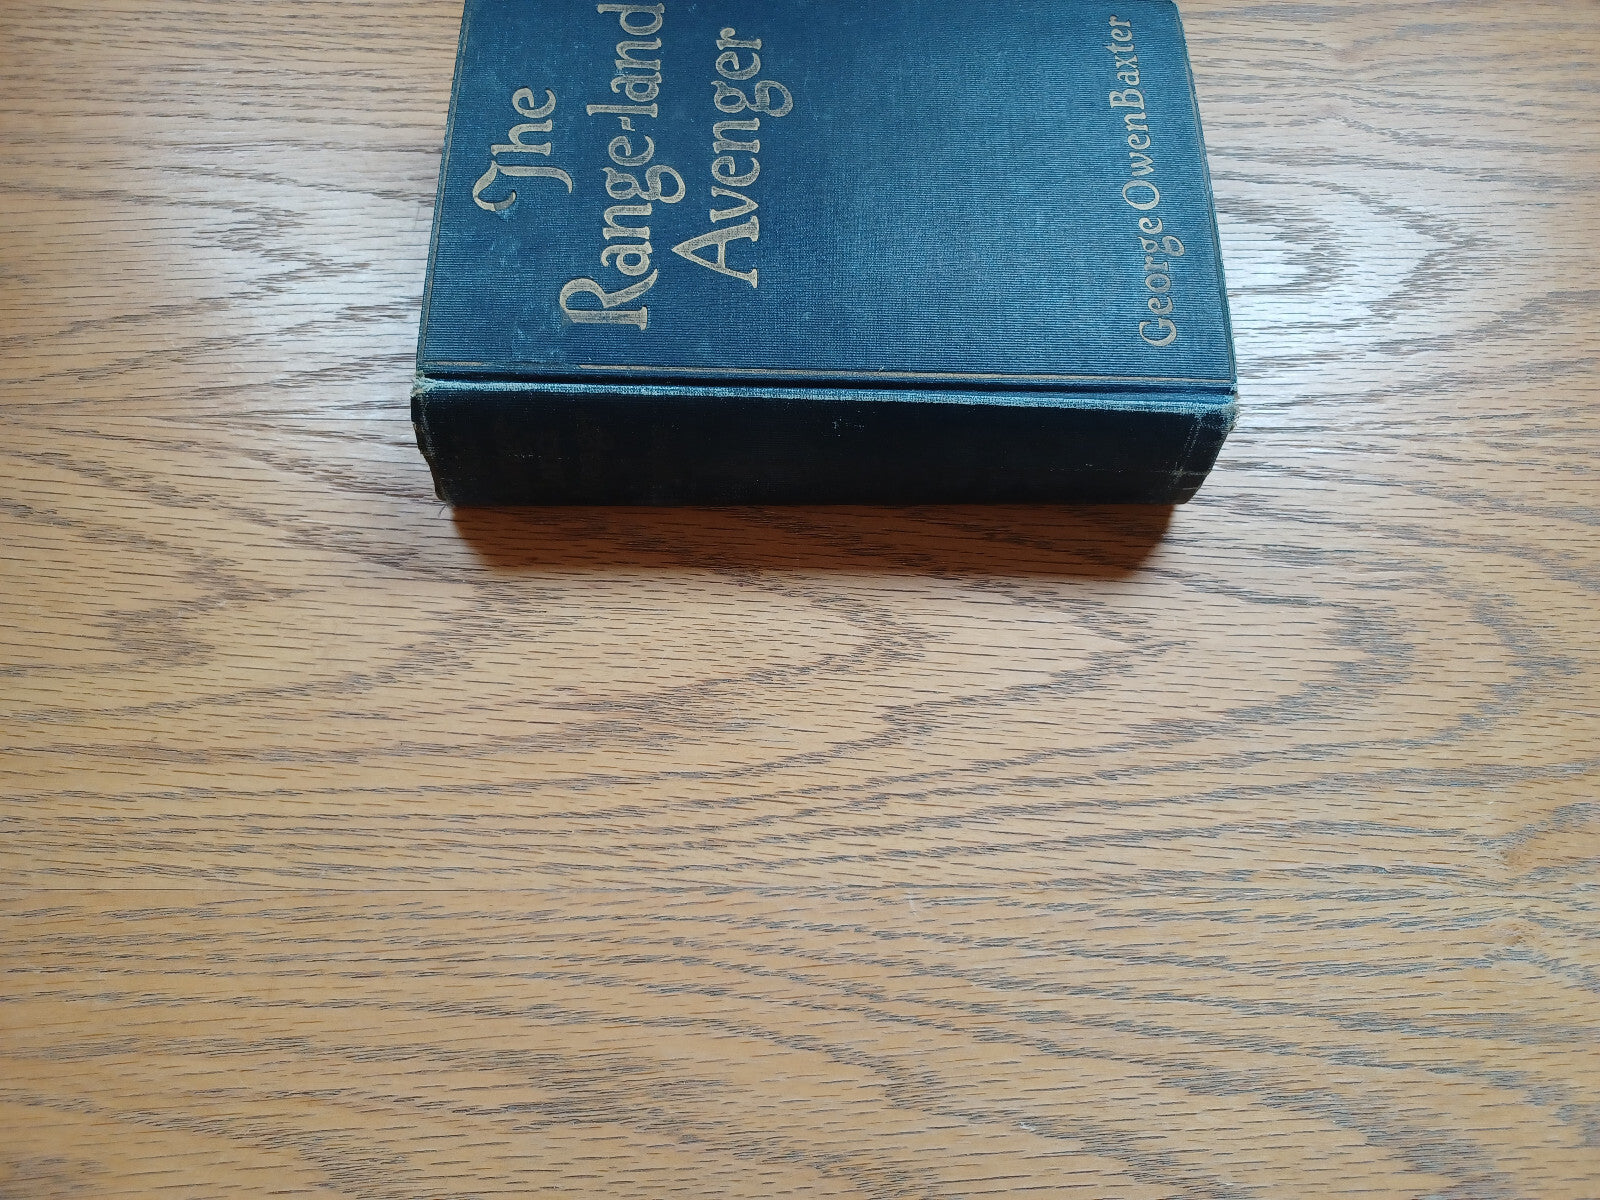 The
Range-land
Avenger
George Owen Baxter